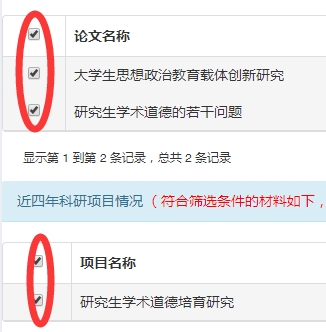 论文名称
大学生思想政治教育载体创新研究
研究生学术道德的若干问题
显示第 1 到第 2 条记录，总共 2 条记录
近四年科研项目情况（符合筛选条件的材料如下，
项目名称
研究生学术道德培育研究